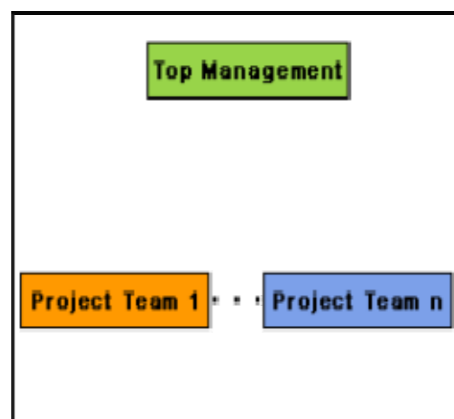 Top Management
Project Team 1 . . . Project Team n